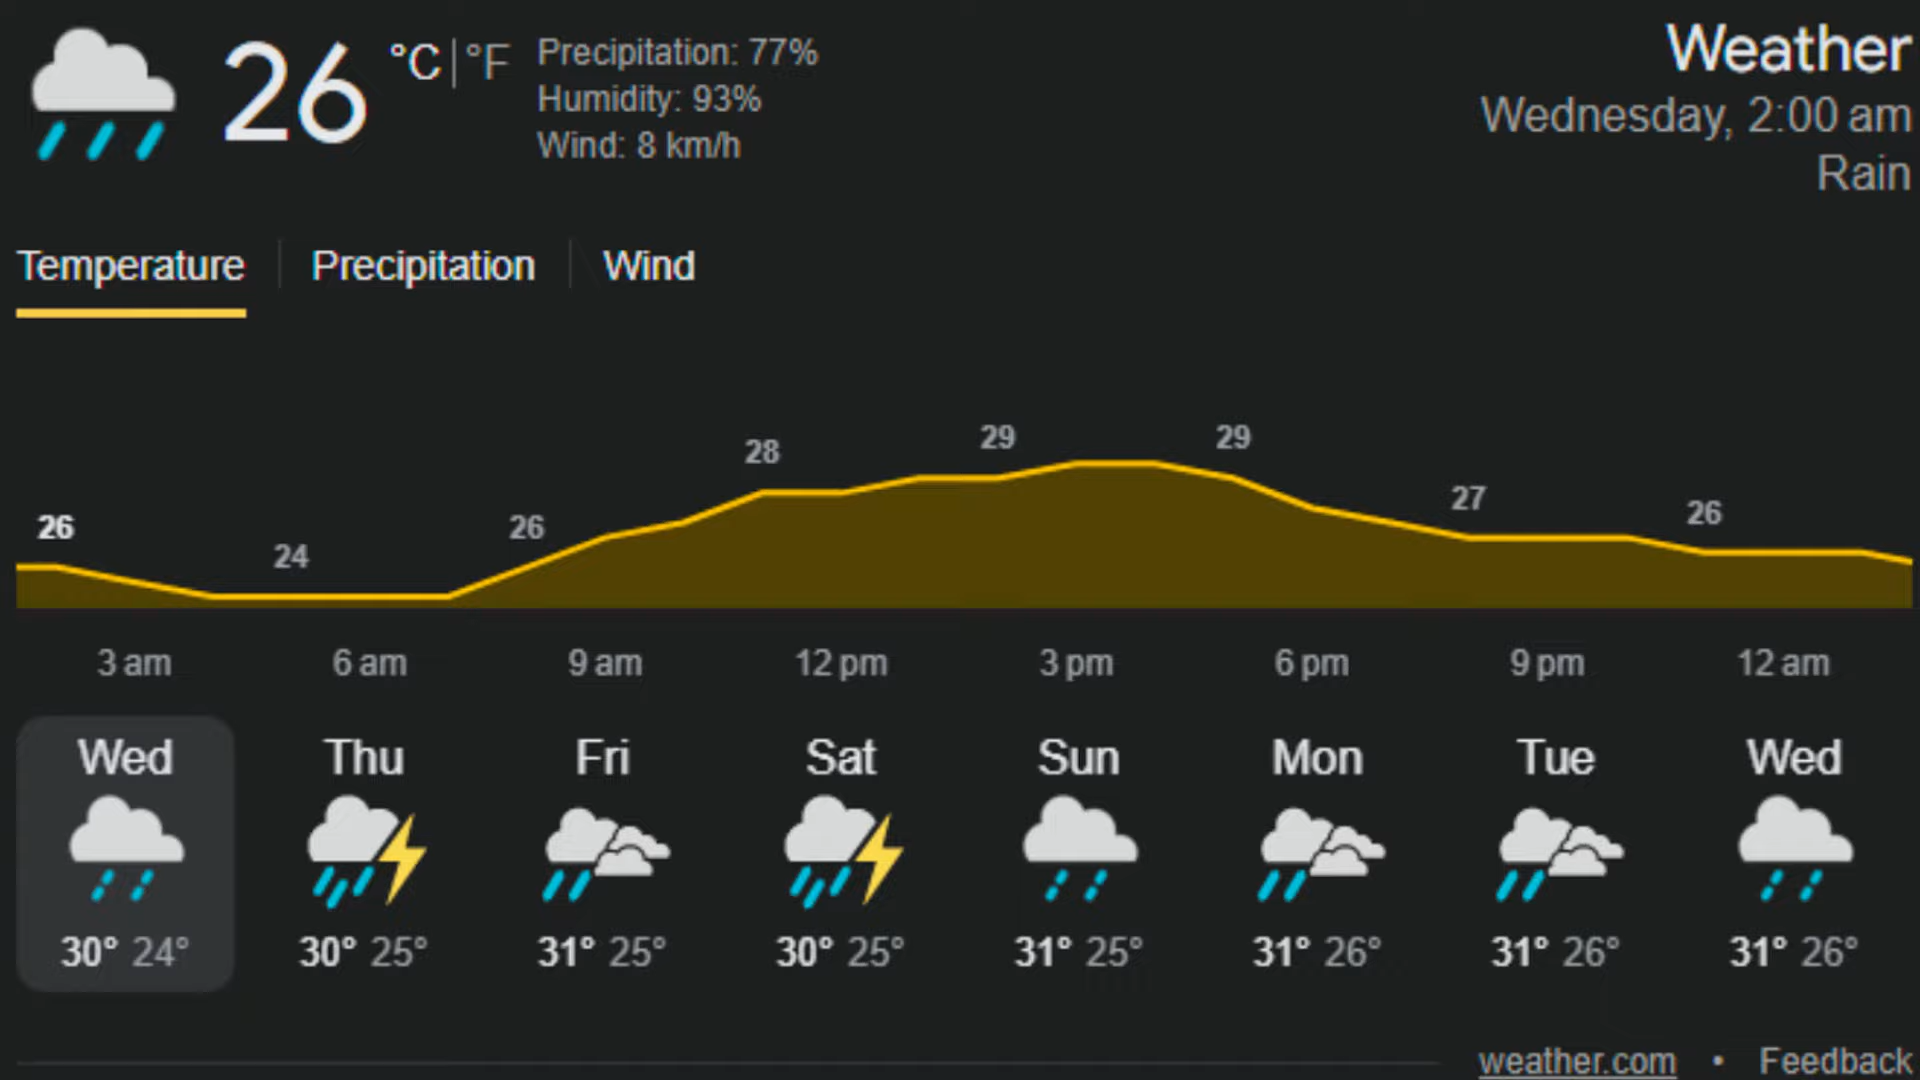 26 °C | °F
Precipitation: 77%
Humidity: 93%
Wind: 8 km/h
Weather
Wednesday, 2:00 am
Rain
Temperature
Precipitation
Wind
26 24 26 28 29 29 27 26
3 am 6 am 9 am 12 pm 3 pm 6 pm 9 pm 12 am
Wed Thu Fri Sat Sun Mon Tue Wed
30° 24° 30° 25° 31° 25° 30° 25° 31° 25° 31° 26° 31° 26° 31° 26°
weather.com • Feedback